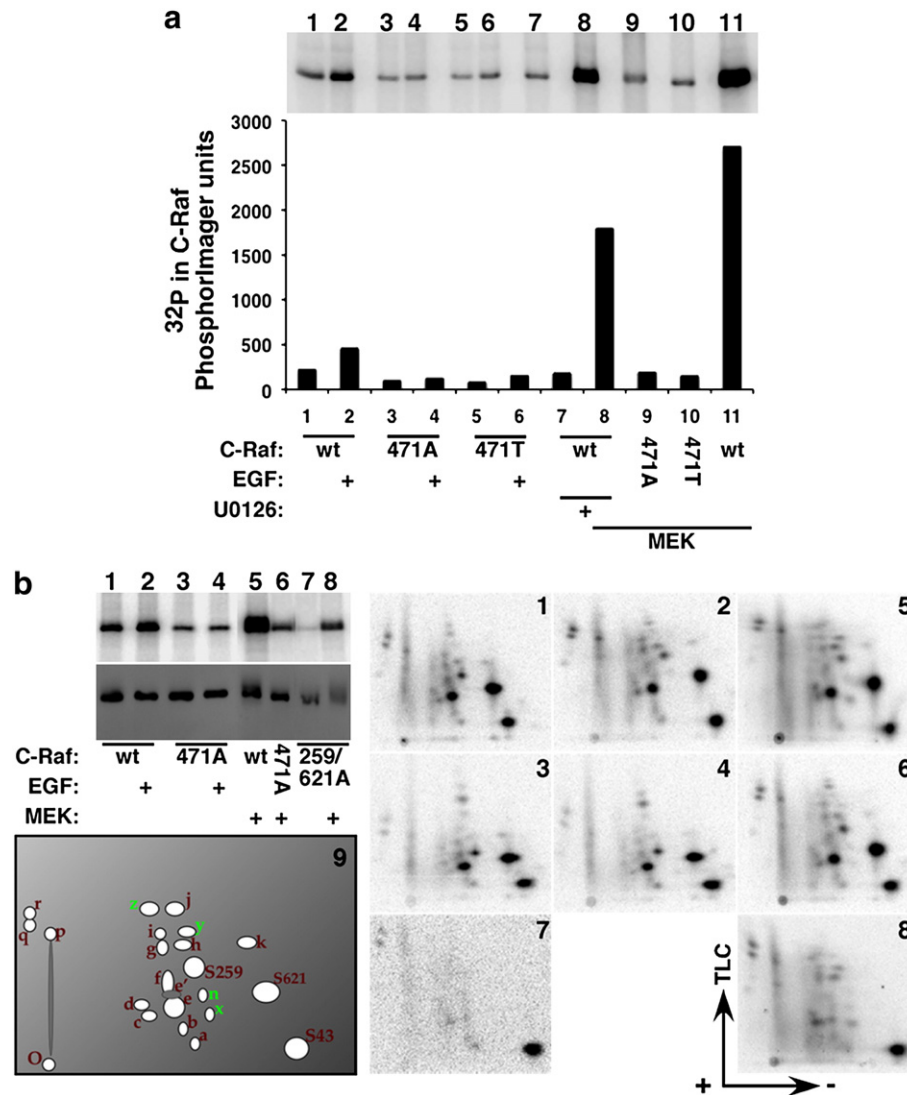 a
1 2 3 4 5 6 7 8 9 10 11
3000
2500
2000
1500
1000
500
0
32P in C-Raf
PhosphorImager units
1 2 3 4 5 6 7 8 9 10 11
C-Raf: wt 471A 471T wt 471A 471T wt
EGF: + + +
U0126: +
MEK
b
1 2 3 4 5 6 7 8
C-Raf: wt 471A wt 471A 259/
621A
EGF: + +
MEK: + + +
9
z j
r
q p i y
g h k
S259
f e' S621
d e n
c b x
a S43
O
1 2 5
3 4 6
7 8
TLC
+ -